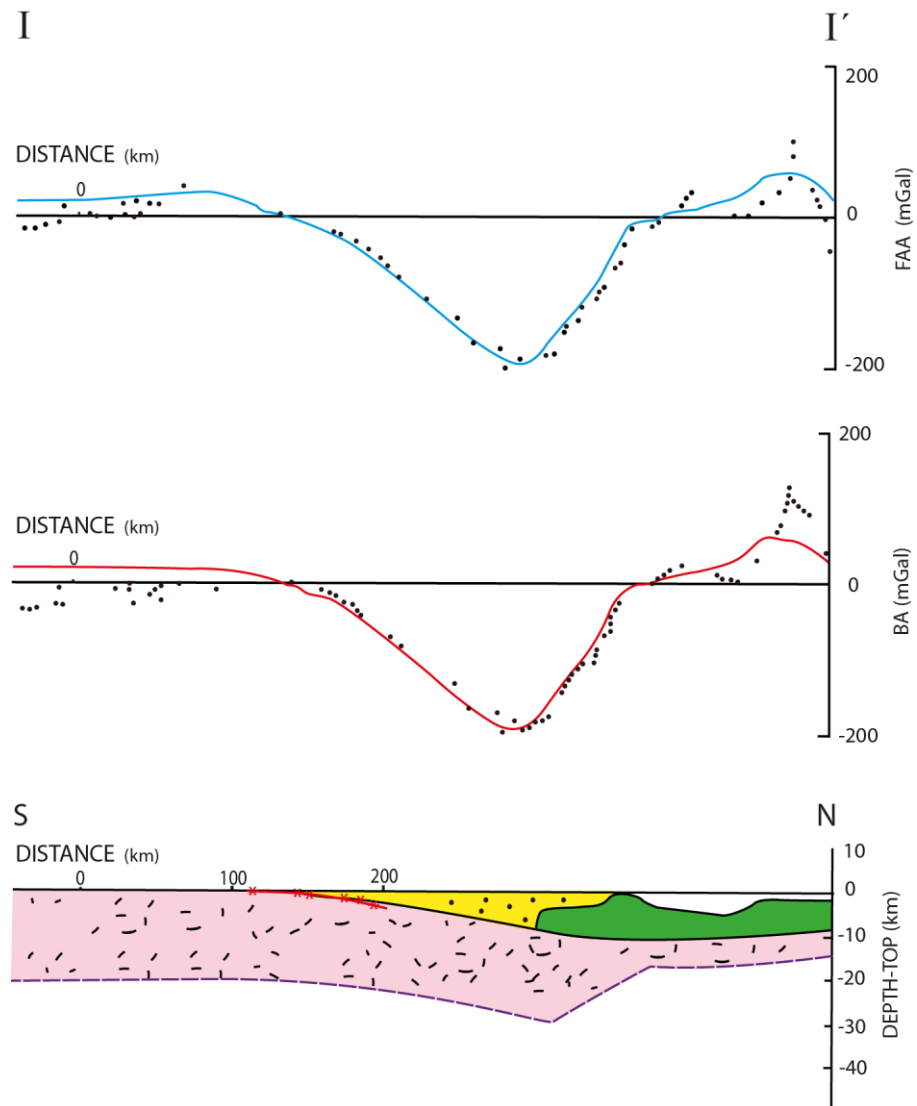 I I′
200
DISTANCE (km)
0
0
-200
FAA (mGal)
200
DISTANCE (km)
0
0
-200
BA (mGal)
S N
DISTANCE (km)
0 100 200
10
0
-10
-20
-30
-40
DEPTH-TOP (km)